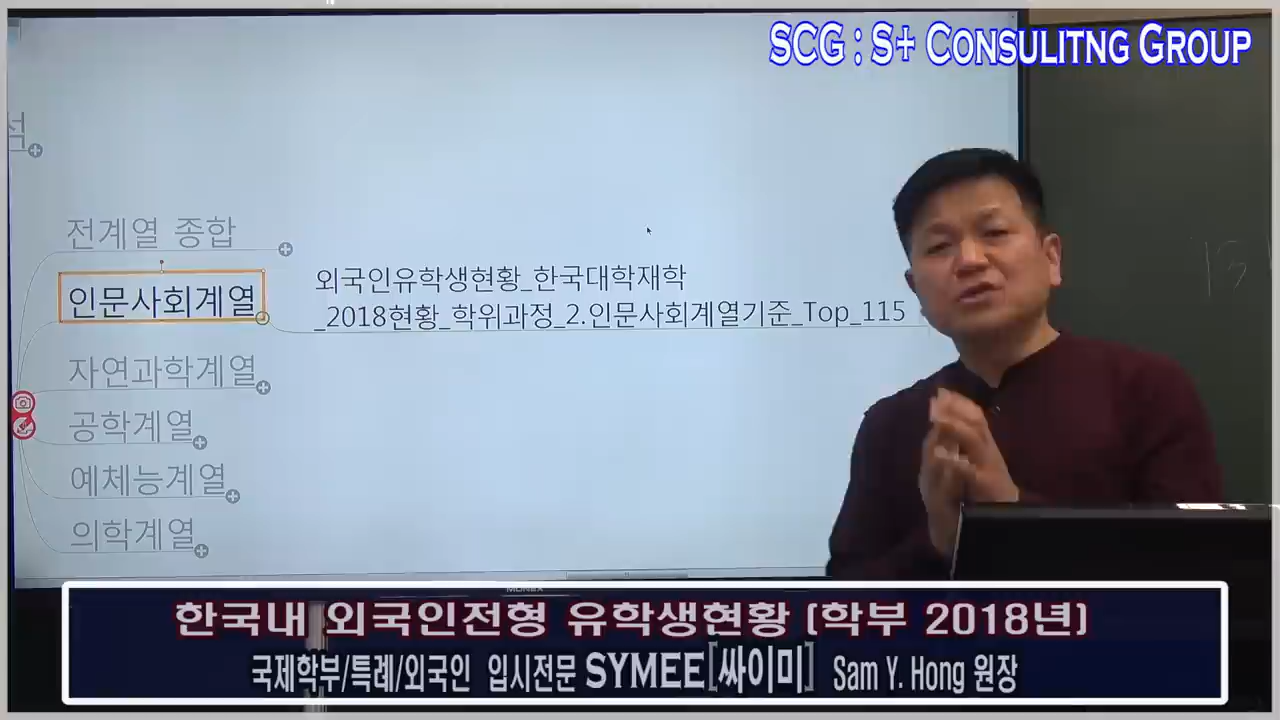 SCG : S+ CONSULITNG GROUP
석
전계열 종합
인문사회계열
외국인유학생현황_한국대학재학
_2018현황_학위과정_2.인문사회계열기준_Top_115
자연과학계열
공학계열
예체능계열
의학계열
한국내 외국인전형 유학생현황 (학부 2018년)
국제학부/특례/외국인 입시전문 SYMEE[싸이미] Sam Y. Hong 원장